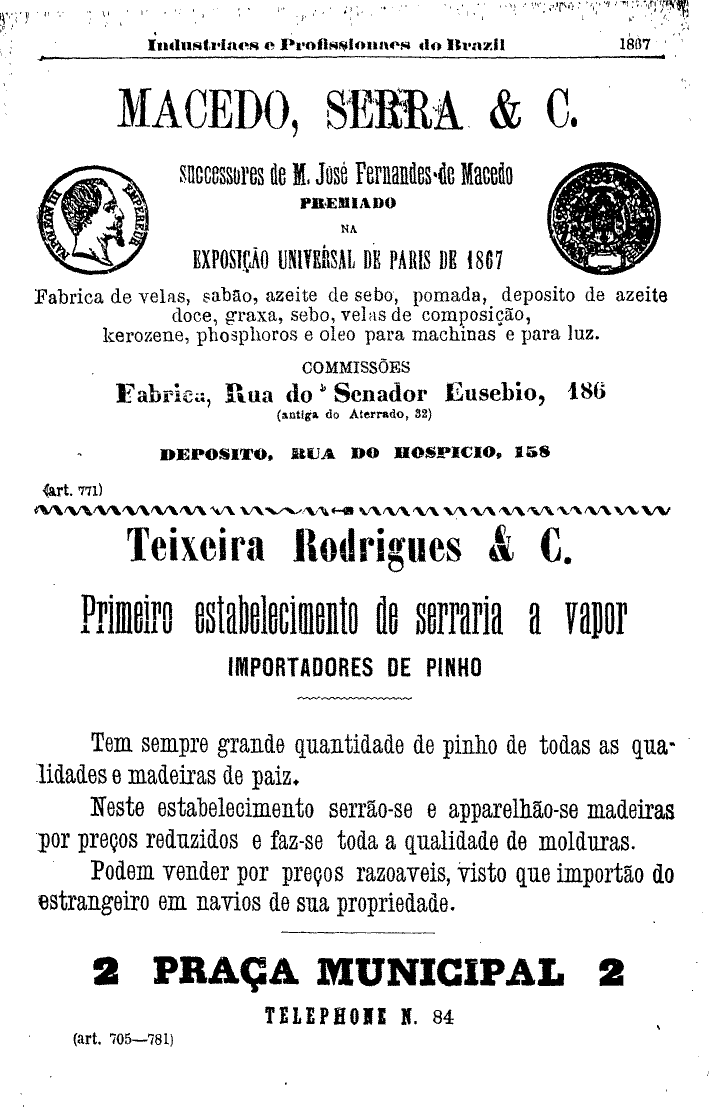 Industriaes e Profissionaes do Brazil 1867
MACEDO, SERRA & C.
successores de M. José Fernandes de Macedo
PREMIADO
NA
EXPOSIÇÃO UNIVERSAL DE PARIS DE 1867
NAPOLEON III EMPEREUR
Fabrica de velas, sabão, azeite de sebo, pomada, deposito de azeite
doce, graxa, sebo, velas de composição,
kerozene, phosphoros e oleo para machinas e para luz.
COMMISSÕES
Fabrica, Rua do Senador Eusebio, 186
(antiga do Aterrado, 32)
DEPOSITO, RUA DO HOSPICIO, 158
(art. 771)
Teixeira Rodrigues & C.
Primeiro estabelecimento de serraria a vapor
IMPORTADORES DE PINHO
Tem sempre grande quantidade de pinho de todas as qua-
lidades e madeiras de paiz.
Neste estabelecimento serrão-se e apparelhão-se madeiras
por preços reduzidos e faz-se toda a qualidade de molduras.
Podem vender por preços razoaveis, visto que importão do
estrangeiro em navios de sua propriedade.
2 PRAÇA MUNICIPAL 2
TELEPHONE N. 84
(art. 705—781)